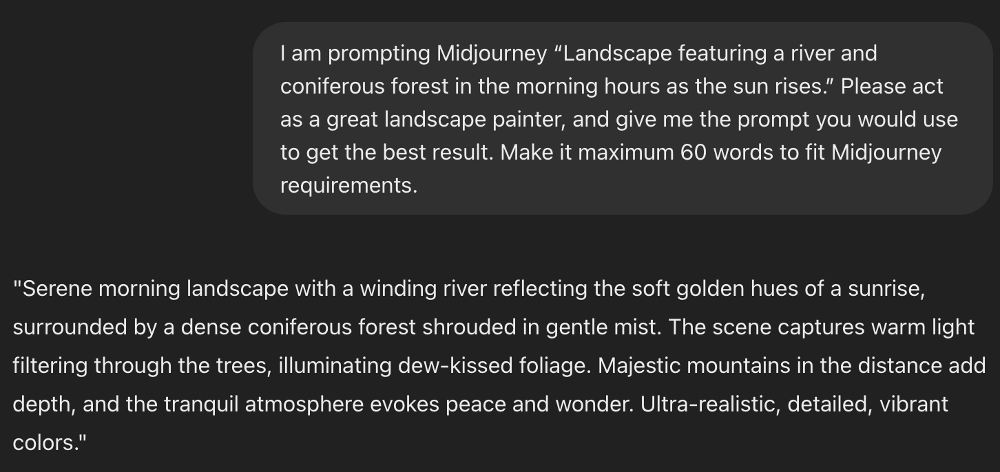 I am prompting Midjourney “Landscape featuring a river and
coniferous forest in the morning hours as the sun rises.” Please act
as a great landscape painter, and give me the prompt you would use
to get the best result. Make it maximum 60 words to fit Midjourney
requirements.
"Serene morning landscape with a winding river reflecting the soft golden hues of a sunrise,
surrounded by a dense coniferous forest shrouded in gentle mist. The scene captures warm light
filtering through the trees, illuminating dew-kissed foliage. Majestic mountains in the distance add
depth, and the tranquil atmosphere evokes peace and wonder. Ultra-realistic, detailed, vibrant
colors."